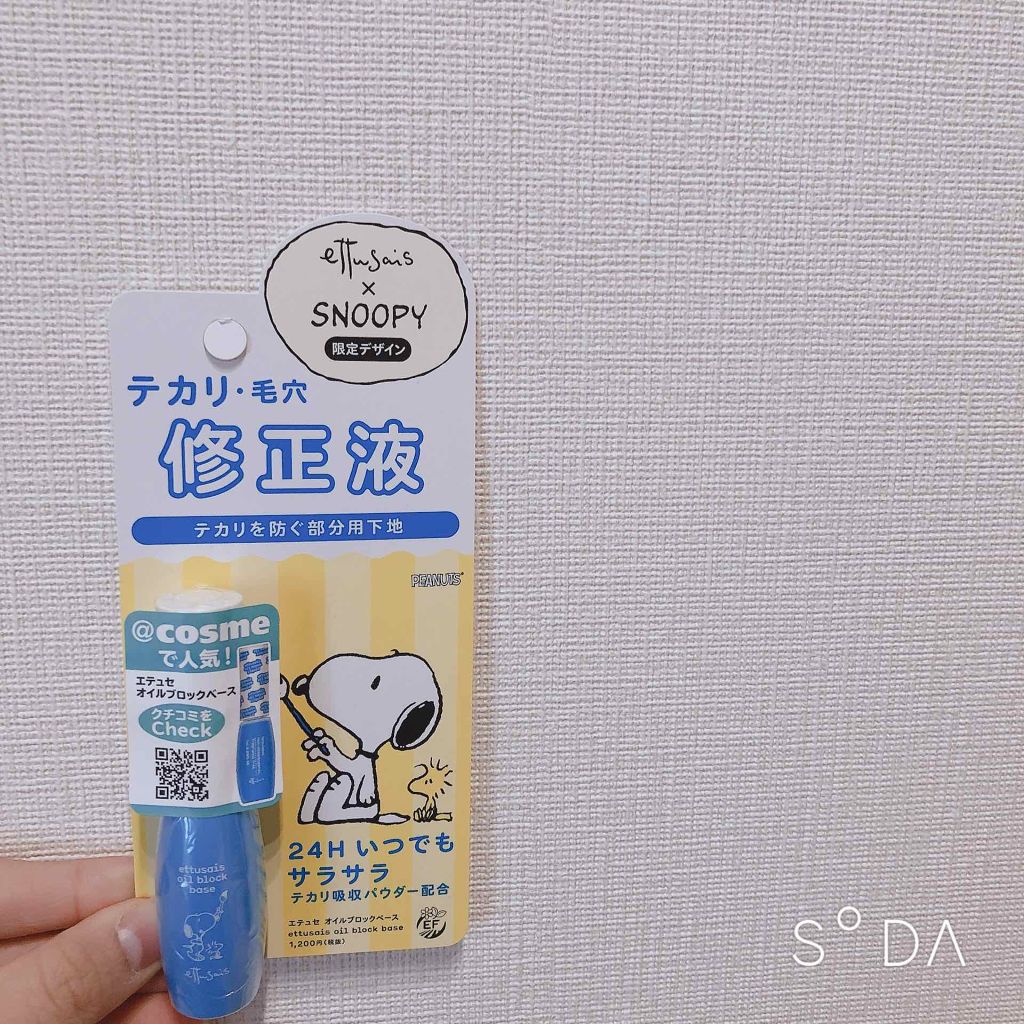 ettusais
×
SNOOPY
限定デザイン
テカリ・毛穴
修正液
テカリを防ぐ部分用下地
PEANUTS
@cosme
で人気!
エテュセ
オイルブロックベース
クチコミを
Check
ettusais
oil block
base
ettusais
24H いつでも
サラサラ
テカリ吸収パウダー配合
エテュセ オイルブロックベース
ettusais oil block base
1,200円(税抜)
EF
SODA